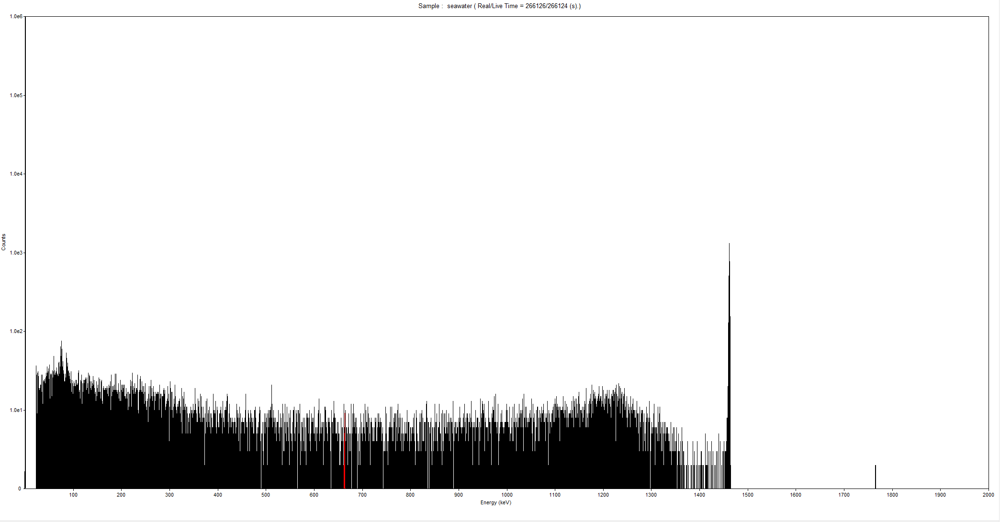 Sample :  seawater ( Real/Live Time = 266126/266124 (s).)
1.0e6
1.0e5
1.0e4
1.0e3
Counts
1.0e2
1.0e1
0
100 200 300 400 500 600 700 800 900 1000 1100 1200 1300 1400 1500 1600 1700 1800 1900 2000
Energy (keV)